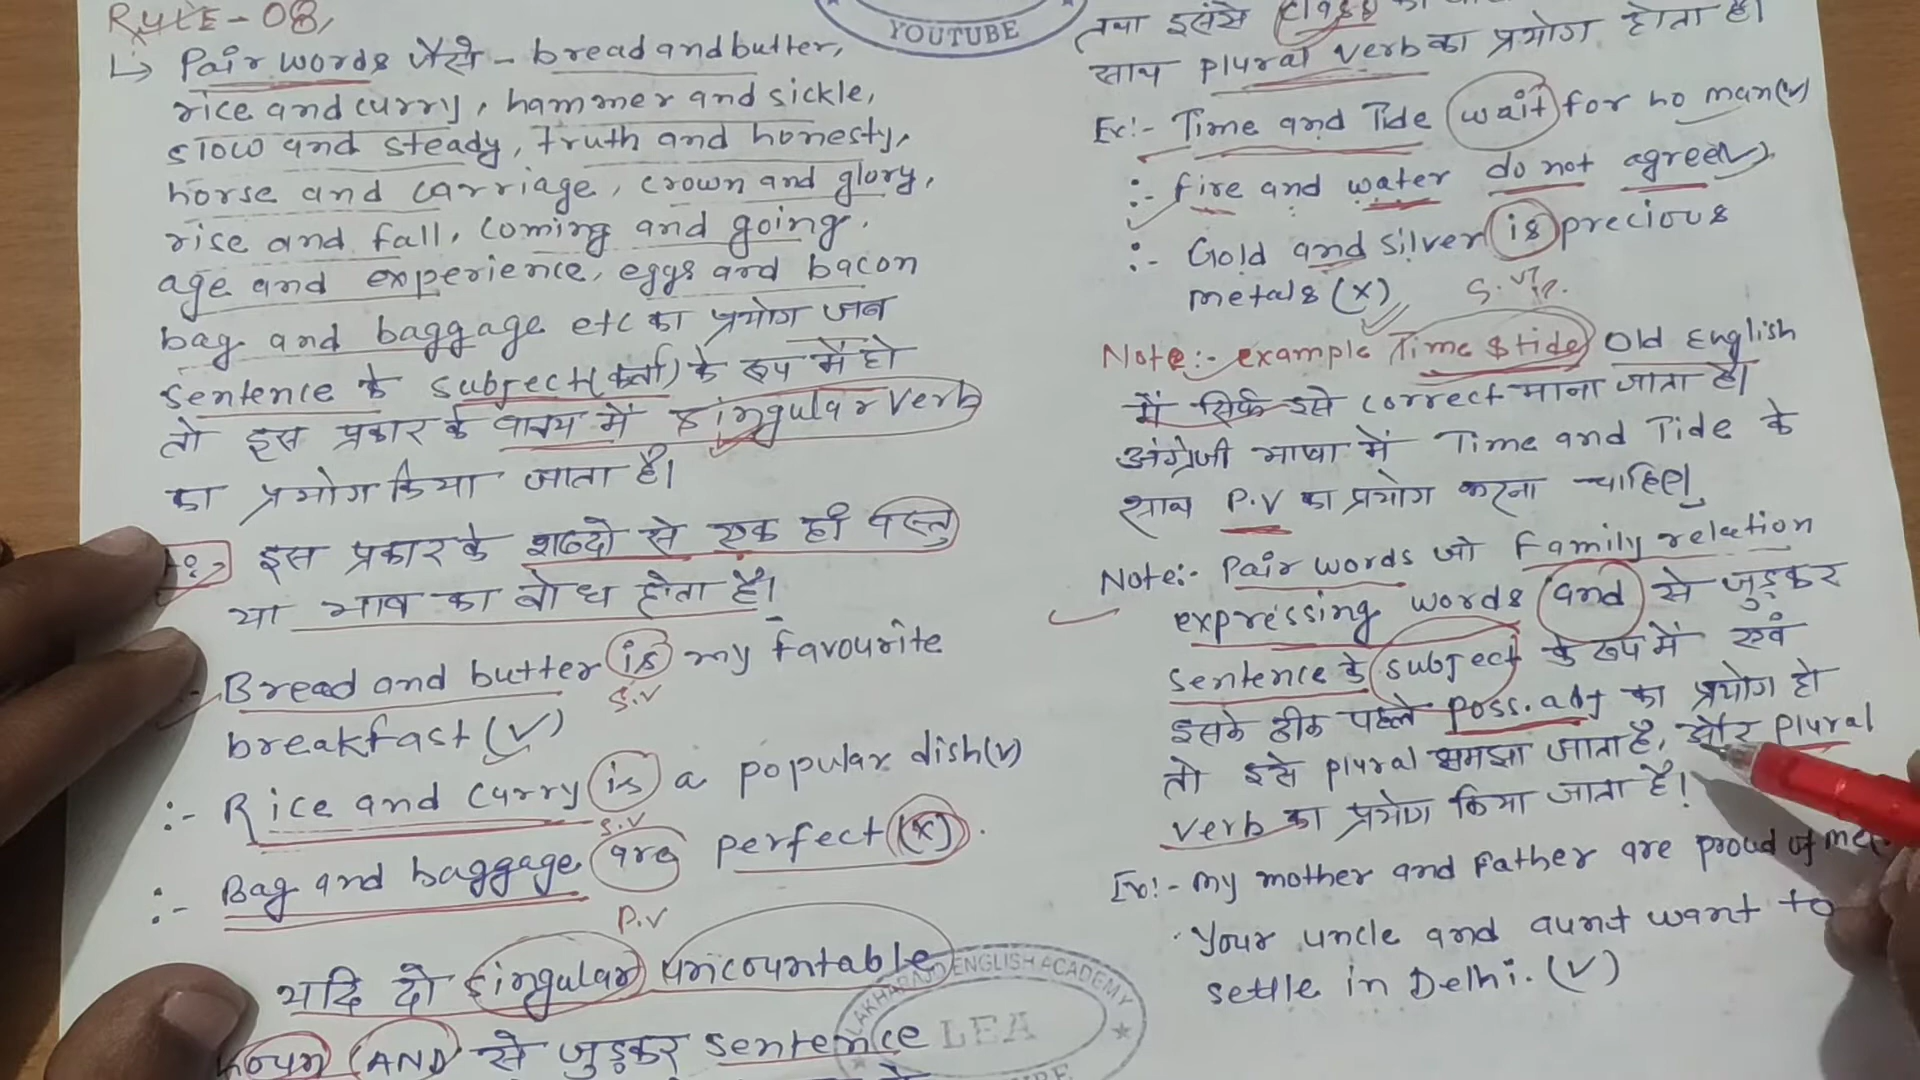 RULE-08,
↳ Pair words जैसे - bread and butter,
rice and curry, hammer and sickle,
slow and steady, truth and honesty,
horse and carriage, crown and glory,
rise and fall, coming and going,
age and experience, eggs and bacon
bag and baggage etc का प्रयोग जब
sentence के subject (कर्ता) के रूप में हो
तो इस प्रकार के वाक्य में singular verb
का प्रयोग किया जाता है।
इस प्रकार के शब्दो से एक ही वस्तु
या भाव का बोध होता है।
Bread and butter is my favourite
S.V
breakfast (✓)
:- Rice and curry is a popular dish (✓)
S.V
:- Bag and baggage are perfect (x).
P.V
यदि दो singular uncountable
noun (AND) से जुड़कर sentence
YOUTUBE
तथा इससे class का
साथ plural verb का प्रयोग होता है।
Ex:- Time and Tide wait for no man (✓)
:- fire and water do not agree (✓)
:- Gold and silver is precious
metals (x)
S.V
Note:- example Time & tide Old English
में सिर्फ इसे correct माना जाता है।
अंग्रेजी भाषा में Time and Tide के
साथ P.V का प्रयोग करना चाहिए।
Note:- Pair words जो Family relation
expressing words and से जुड़कर
sentence के subject के रूप में एवं
इसके ठीक पहले poss. adj का प्रयोग हो
तो इसे plural समझा जाता है, और plural
verb का प्रयोग किया जाता है।
Ex:- my mother and Father are proud of me
Your uncle and aunt want to
settle in Delhi. (✓)
LAKHARAJO ENGLISH ACADEMY
LEA